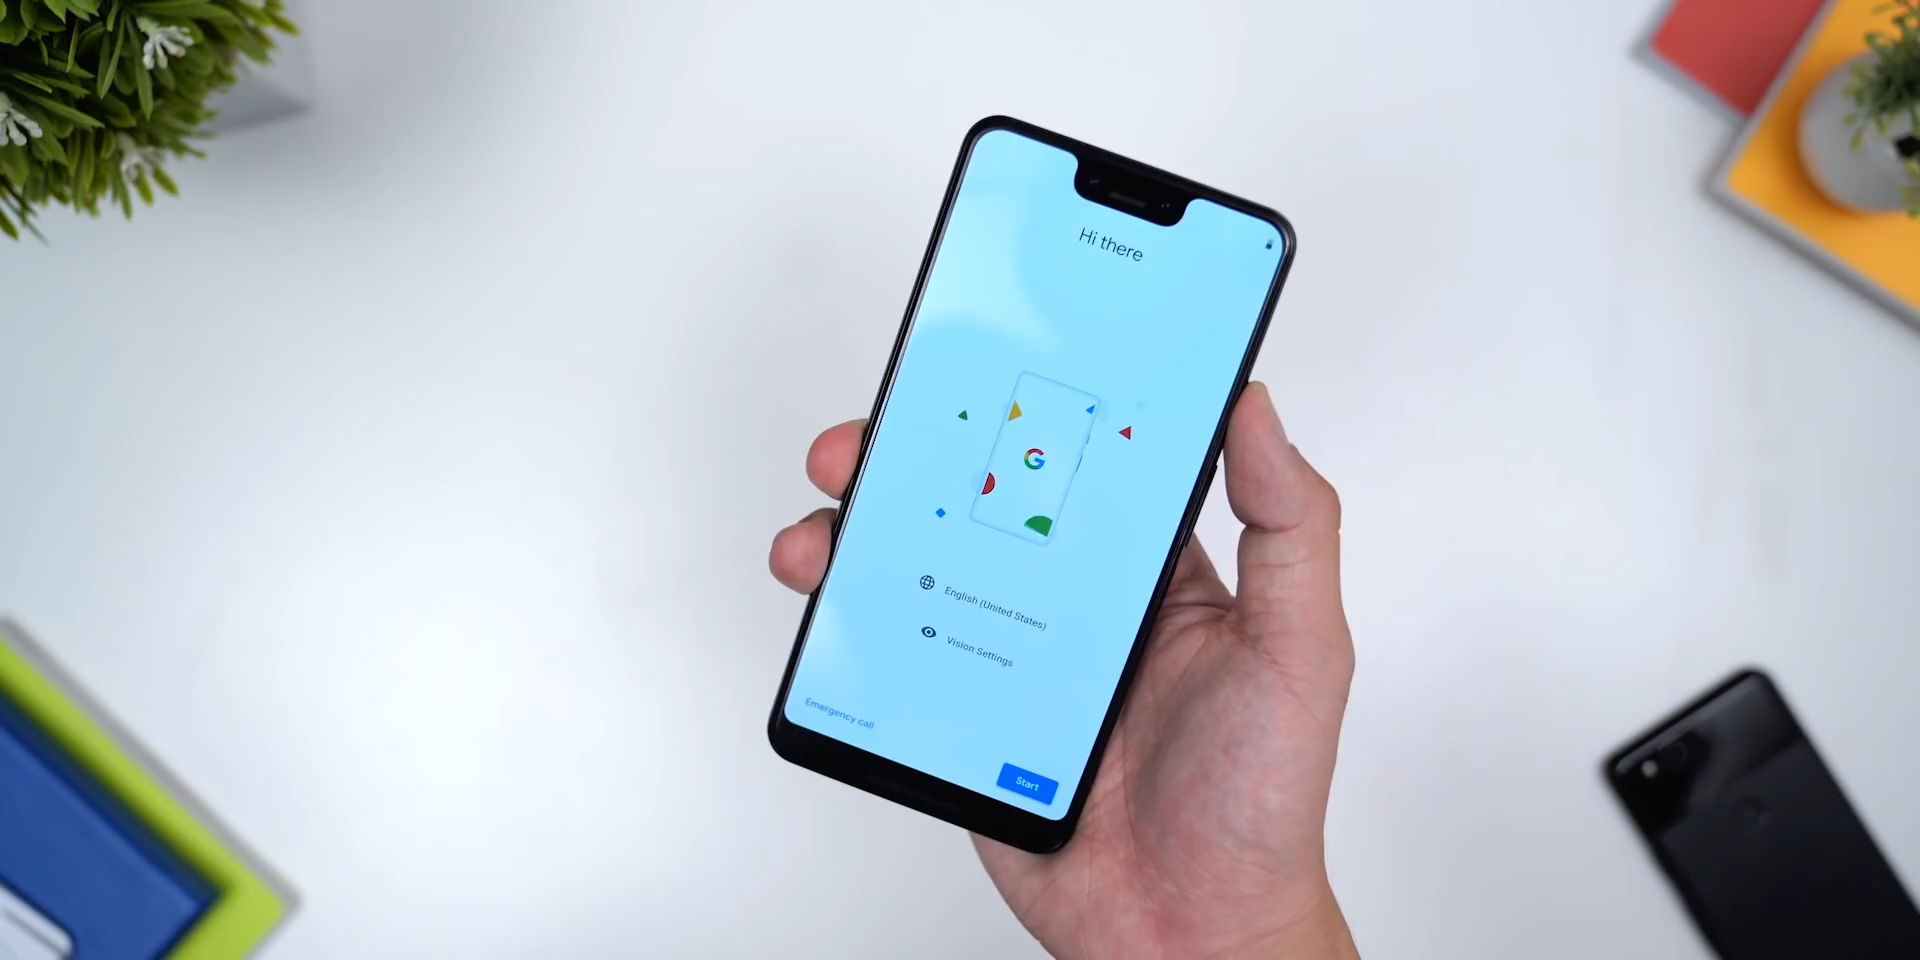 Hi there
G
English (United States)
Vision Settings
Emergency call
Start